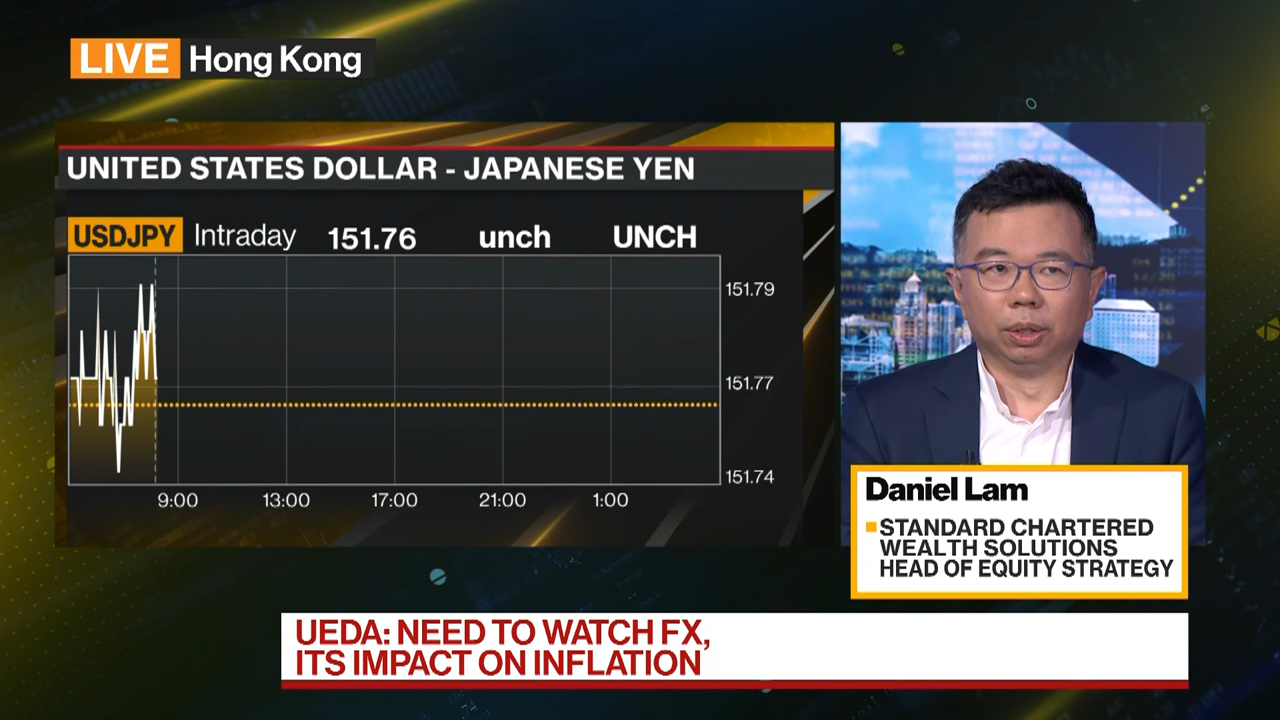 LIVE Hong Kong
UNITED STATES DOLLAR - JAPANESE YEN
USDJPY Intraday 151.76 unch UNCH
151.79
151.77
151.74
9:00 13:00 17:00 21:00 1:00
Daniel Lam
STANDARD CHARTERED
WEALTH SOLUTIONS
HEAD OF EQUITY STRATEGY
UEDA: NEED TO WATCH FX,
ITS IMPACT ON INFLATION